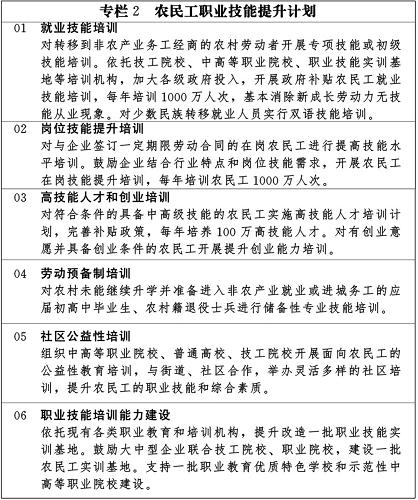 专栏2 农民工职业技能提升计划
01 就业技能培训
对转移到非农产业务工经商的农村劳动者开展专项技能或初级
技能培训。依托技工院校、中高等职业院校、职业技能实训基
地等培训机构，加大各级政府投入，开展政府补贴农民工就业
技能培训，每年培训1000万人次，基本消除新成长劳动力无技
能从业现象。对少数民族转移就业人员实行双语技能培训。
02 岗位技能提升培训
对与企业签订一定期限劳动合同的在岗农民工进行提高技能水
平培训。鼓励企业结合行业特点和岗位技能需求，开展农民工
在岗技能提升培训，每年培训农民工1000万人次。
03 高技能人才和创业培训
对符合条件的具备中高级技能的农民工实施高技能人才培训计
划，完善补贴政策，每年培养100万高技能人才。对有创业意
愿并具备创业条件的农民工开展提升创业能力培训。
04 劳动预备制培训
对农村未能继续升学并准备进入非农产业就业或进城务工的应
届初高中毕业生、农村籍退役士兵进行储备性专业技能培训。
05 社区公益性培训
组织中高等职业院校、普通高校、技工院校开展面向农民工的
公益性教育培训，与街道、社区合作，举办灵活多样的社区培
训，提升农民工的职业技能和综合素质。
06 职业技能培训能力建设
依托现有各类职业教育和培训机构，提升改造一批职业技能实
训基地。鼓励大中型企业联合技工院校、职业院校，建设一批
农民工实训基地。支持一批职业教育优质特色学校和示范性中
高等职业院校建设。